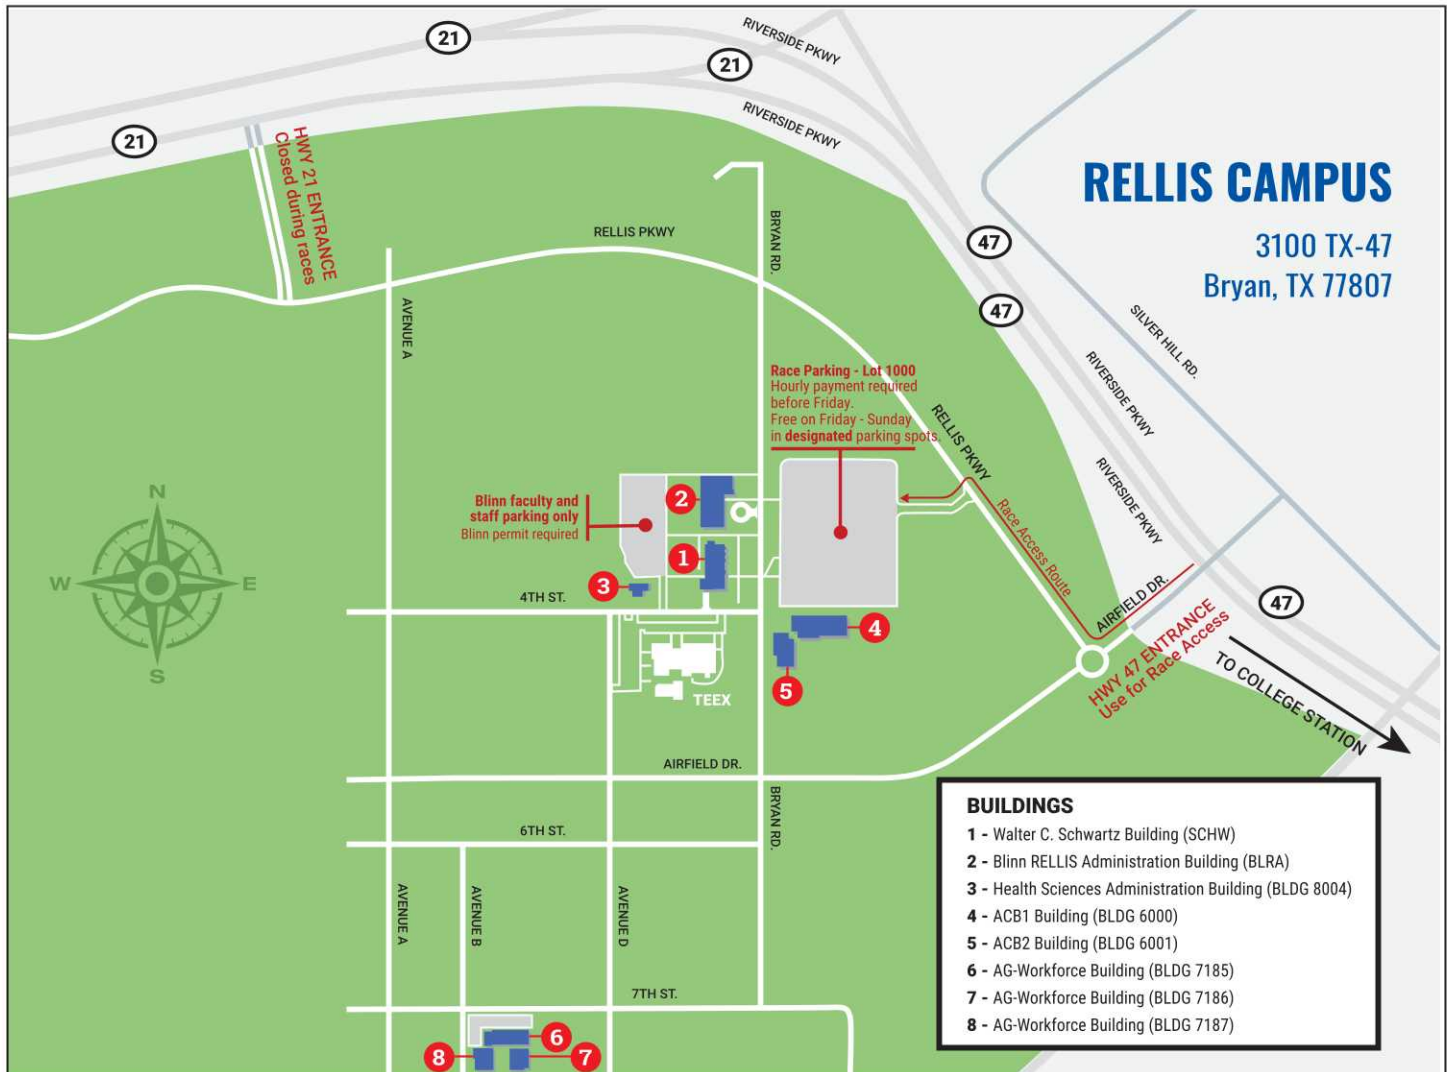 21
RIVERSIDE PKWY
21
RIVERSIDE PKWY
21
HWY 21 ENTRANCE
Closed during races
RELLIS CAMPUS
3100 TX-47
Bryan, TX 77807
RELLIS PKWY
BRYAN RD.
47
47
AVENUE A
SILVER HILL RD.
RIVERSIDE PKWY
Race Parking - Lot 1000
Hourly payment required
before Friday.
Free on Friday - Sunday
in designated parking spots.
RELLIS PKWY
RIVERSIDE PKWY
Blinn faculty and
staff parking only
Blinn permit required
2
1
3
Race Access Route
N
W
E
S
4TH ST.
4
5
TEEX
AIRFIELD DR.
47
HWY 47 ENTRANCE
Use for Race Access
TO COLLEGE STATION
AIRFIELD DR.
BRYAN RD.
6TH ST.
AVENUE A
AVENUE B
AVENUE D
7TH ST.
6
8
7
BUILDINGS
1 - Walter C. Schwartz Building (SCHW)
2 - Blinn RELLIS Administration Building (BLRA)
3 - Health Sciences Administration Building (BLDG 8004)
4 - ACB1 Building (BLDG 6000)
5 - ACB2 Building (BLDG 6001)
6 - AG-Workforce Building (BLDG 7185)
7 - AG-Workforce Building (BLDG 7186)
8 - AG-Workforce Building (BLDG 7187)